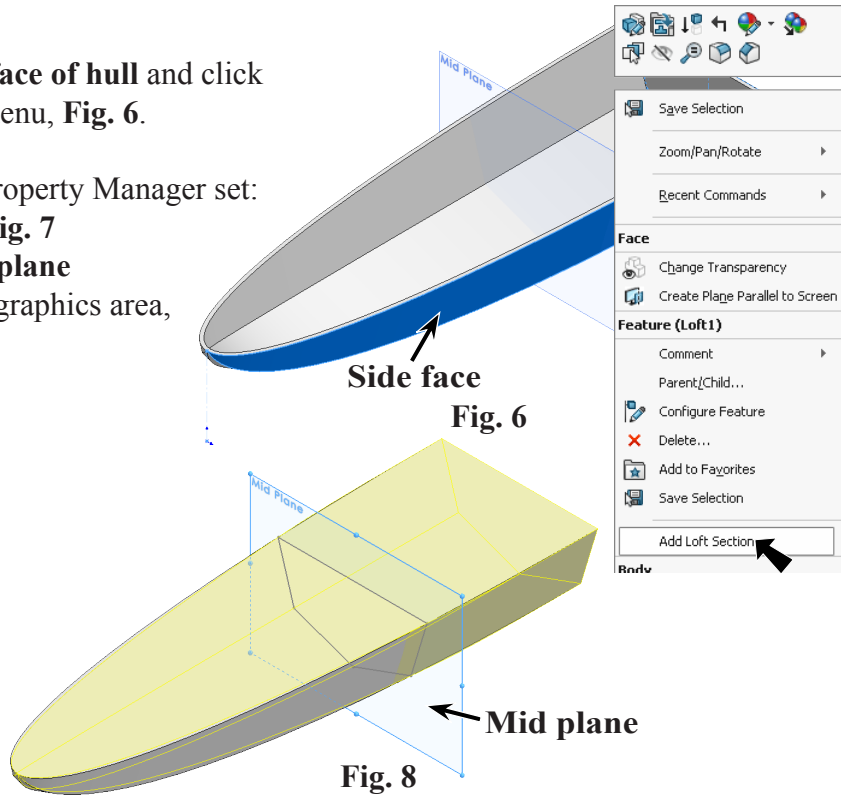 face of hull and click
enu, Fig. 6.
roperty Manager set:
ig. 7
plane
graphics area,
Mid Plane
Side face
Fig. 6
Save Selection
Zoom/Pan/Rotate
Recent Commands
Face
Change Transparency
Create Plane Parallel to Screen
Feature (Loft1)
Comment
Parent/Child...
Configure Feature
Delete...
Add to Favorites
Save Selection
Add Loft Section
Body
Mid Plane
Mid plane
Fig. 8